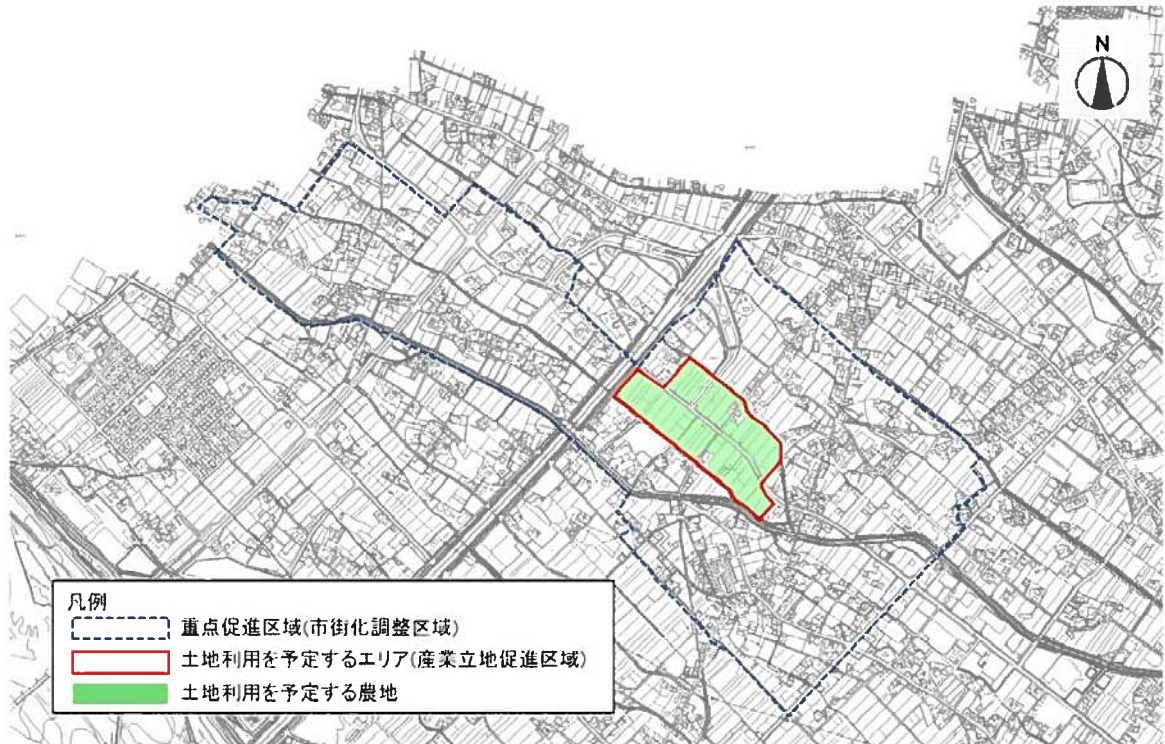 N
凡例
重点促進区域(市街化調整区域)
土地利用を予定するエリア(産業立地促進区域)
土地利用を予定する農地